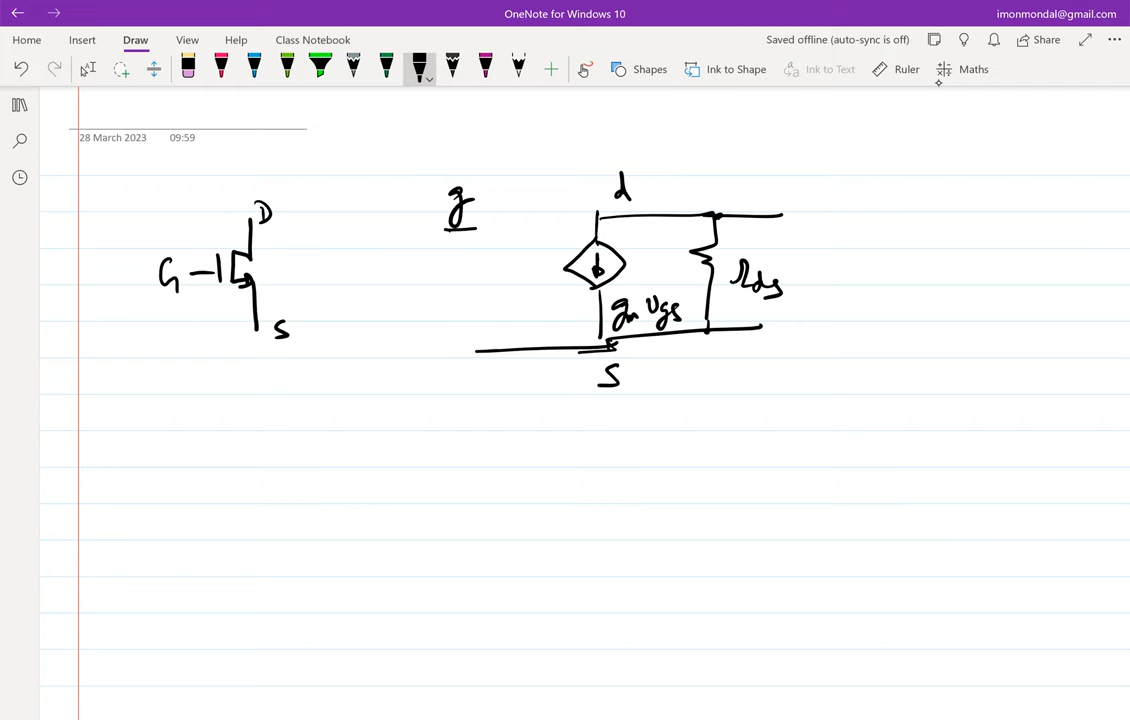 OneNote for Windows 10
imonmondal@gmail.com
Home Insert Draw View Help Class Notebook
Saved offline (auto-sync is off) Share
Shapes Ink to Shape Ink to Text Ruler Maths
28 March 2023 09:59
D
G
S
g
d
gm vgs
rds
S